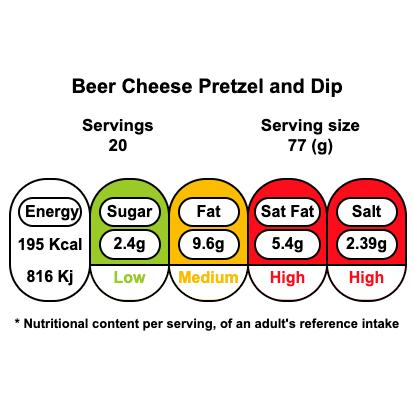 Beer Cheese Pretzel and Dip
Servings
20
Serving size
77 (g)
Energy Sugar Fat Sat Fat Salt
195 Kcal 2.4g 9.6g 5.4g 2.39g
816 Kj Low Medium High High
* Nutritional content per serving, of an adult's reference intake